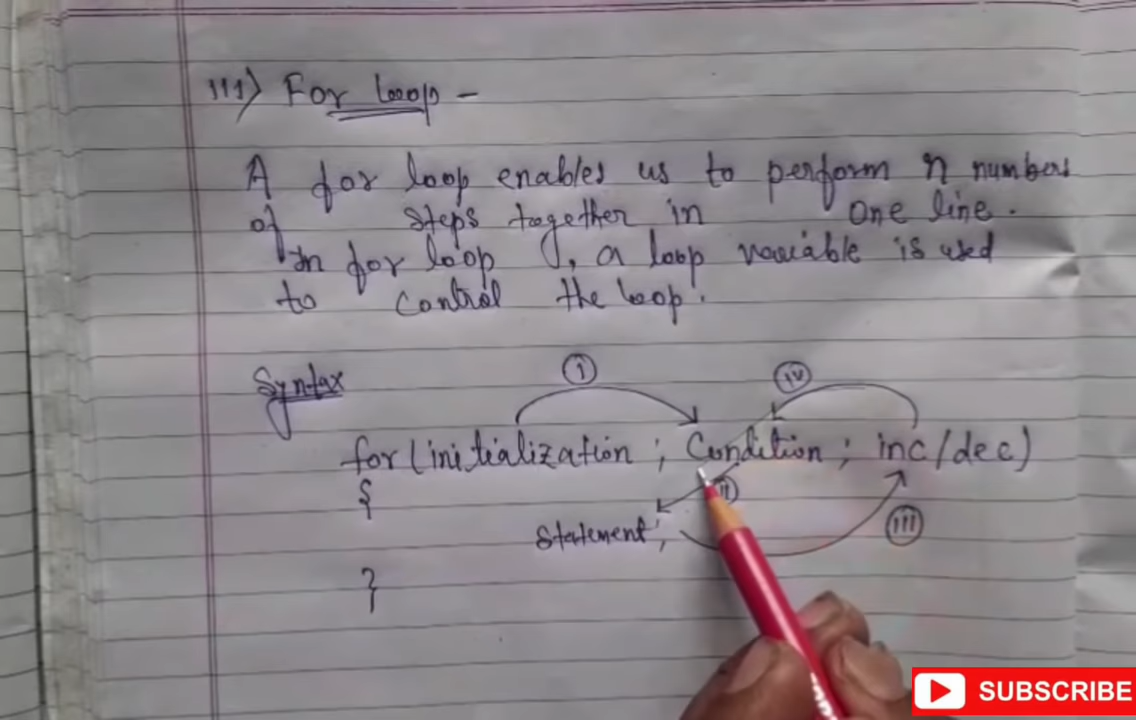 111) For loop -
A for loop enables us to perform n numbers
of steps together in one line.
In for loop, a loop variable is used
to control the loop.
Syntax
i iv
for (initialization ; Condition ; inc/dec)
{
ii
Statement; iii
}
SUBSCRIBE